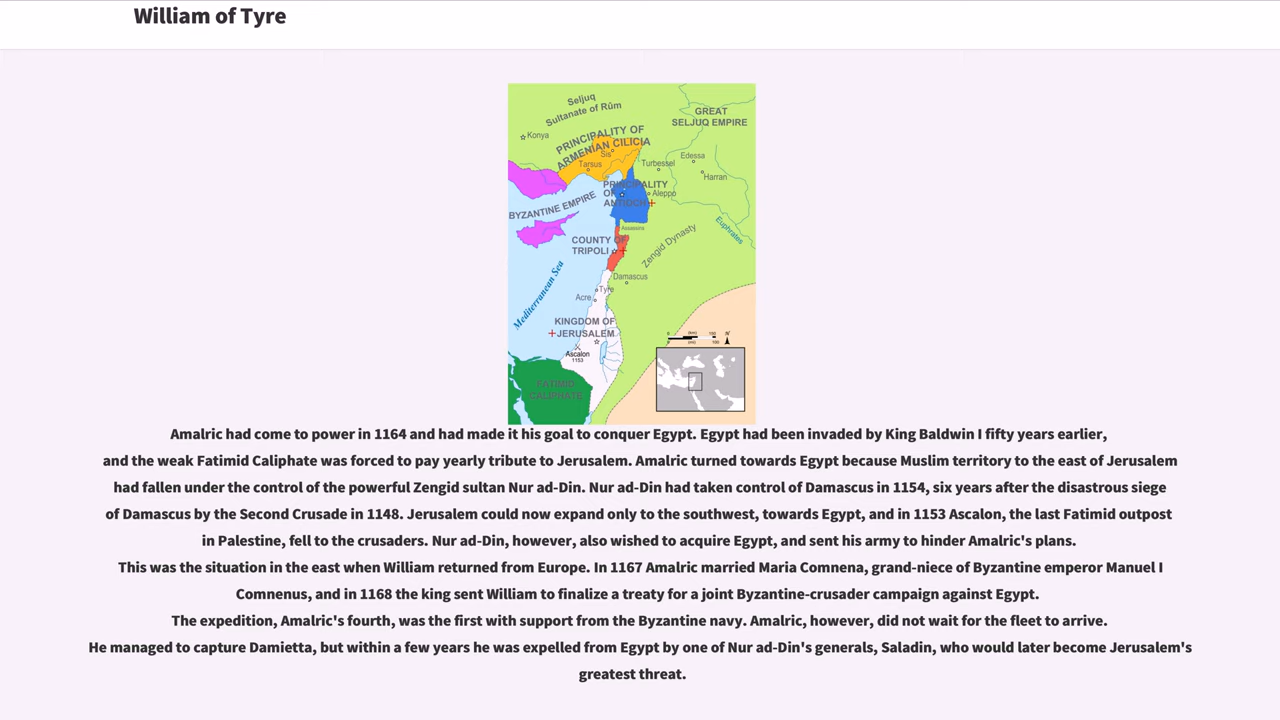 William of Tyre
Seljuq
Sultanate of Rûm
GREAT
SELJUQ EMPIRE
Konya
PRINCIPALITY OF
ARMENIAN CILICIA
Sis
Tarsus
Turbessel
Edessa
Harran
PRINCIPALITY
OF
ANTIOCH
Aleppo
BYZANTINE EMPIRE
Assassins
Euphrates
COUNTY OF
TRIPOLI
Zengid Dynasty
Damascus
Mediterranean Sea
Tyre
Acre
KINGDOM OF
JERUSALEM
Ascalon
1153
FATIMID
CALIPHATE
0 (km) 100
0 (mi) 100
N
Amalric had come to power in 1164 and had made it his goal to conquer Egypt. Egypt had been invaded by King Baldwin I fifty years earlier,
and the weak Fatimid Caliphate was forced to pay yearly tribute to Jerusalem. Amalric turned towards Egypt because Muslim territory to the east of Jerusalem
had fallen under the control of the powerful Zengid sultan Nur ad-Din. Nur ad-Din had taken control of Damascus in 1154, six years after the disastrous siege
of Damascus by the Second Crusade in 1148. Jerusalem could now expand only to the southwest, towards Egypt, and in 1153 Ascalon, the last Fatimid outpost
in Palestine, fell to the crusaders. Nur ad-Din, however, also wished to acquire Egypt, and sent his army to hinder Amalric's plans.
This was the situation in the east when William returned from Europe. In 1167 Amalric married Maria Comnena, grand-niece of Byzantine emperor Manuel I
Comnenus, and in 1168 the king sent William to finalize a treaty for a joint Byzantine-crusader campaign against Egypt.
The expedition, Amalric's fourth, was the first with support from the Byzantine navy. Amalric, however, did not wait for the fleet to arrive.
He managed to capture Damietta, but within a few years he was expelled from Egypt by one of Nur ad-Din's generals, Saladin, who would later become Jerusalem's
greatest threat.